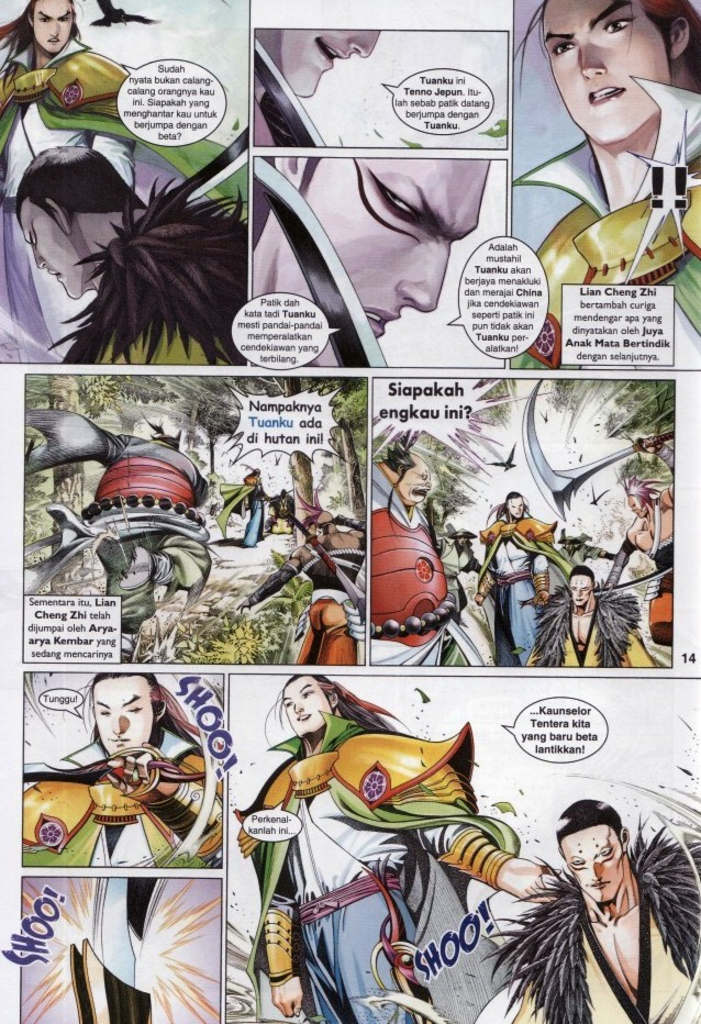 Sudah
nyata bukan calang-
calang orangnya kau
ini. Siapakah yang
menghantar kau untuk
berjumpa dengan
beta?
Tuanku ini
Tenno Jepun. Itu-
lah sebab patik datang
berjumpa dengan
Tuanku.
Patik dah
kata tadi Tuanku
mesti pandai-pandai
memperalatkan
cendekiawan yang
terbilang.
Adalah
mustahil
Tuanku akan
berjaya menakluki
dan merajai China
jika cendekiawan
seperti patik ini
pun tidak akan
Tuanku per-
alatkan!
!!
Lian Cheng Zhi
bertambah curiga
mendengar apa yang
dinyatakan oleh Juya
Anak Mata Bertindik
dengan selanjutnya.
Nampaknya
Tuanku ada
di hutan ini!
Sementara itu, Lian
Cheng Zhi telah
dijumpai oleh Arya-
arya Kembar yang
sedang mencarinya
Siapakah
engkau ini?
14
Tunggu!
SHOO!
SHOO!
Perkenal-
kanlah ini...
...Kaunselor
Tentera kita
yang baru beta
lantikkan!
SHOO!